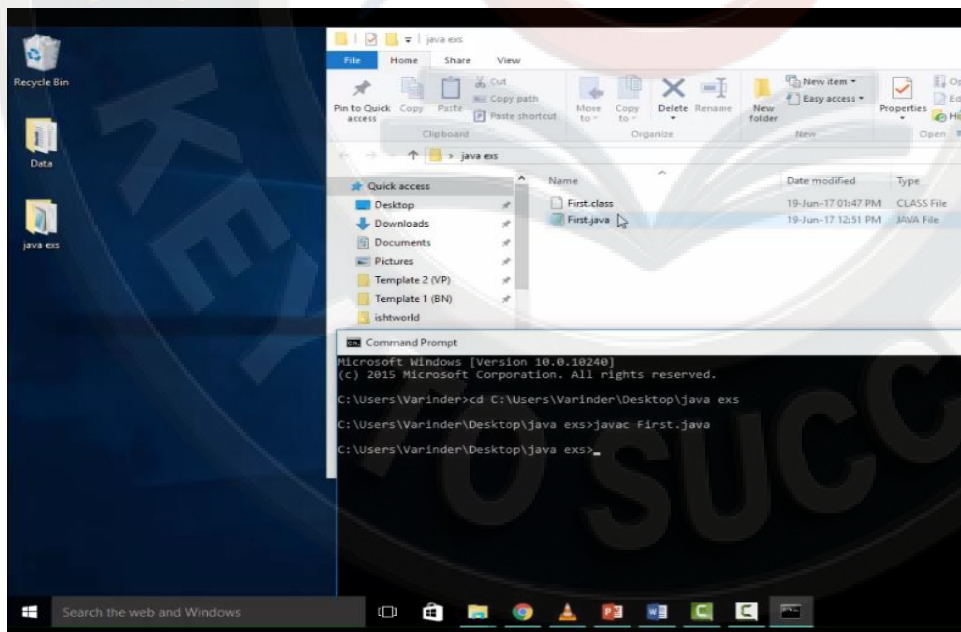 java exs
File Home Share View
Recycle Bin
Pin to Quick access
Copy
Paste
Cut
Copy path
Paste shortcut
Move to
Copy to
Delete
Rename
New folder
New item
Easy access
Properties
Clipboard
Organize
New
Open
Data
java exs
Quick access
Desktop
Downloads
Documents
Pictures
Template 2 (VP)
Template 1 (BN)
ishtworld
Name Date modified Type
First.class 19-Jun-17 01:47 PM CLASS File
First.java 19-Jun-17 12:51 PM JAVA File
java exs
Command Prompt
Microsoft Windows [Version 10.0.10240]
(c) 2015 Microsoft Corporation. All rights reserved.
C:\Users\Varinder>cd C:\Users\Varinder\Desktop\java exs
C:\Users\Varinder\Desktop\java exs>javac First.java
C:\Users\Varinder\Desktop\java exs>_
KEY TO SUCC
Search the web and Windows